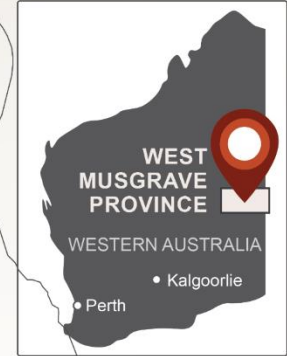 WEST
MUSGRAVE
PROVINCE
WESTERN AUSTRALIA
Kalgoorlie
Perth